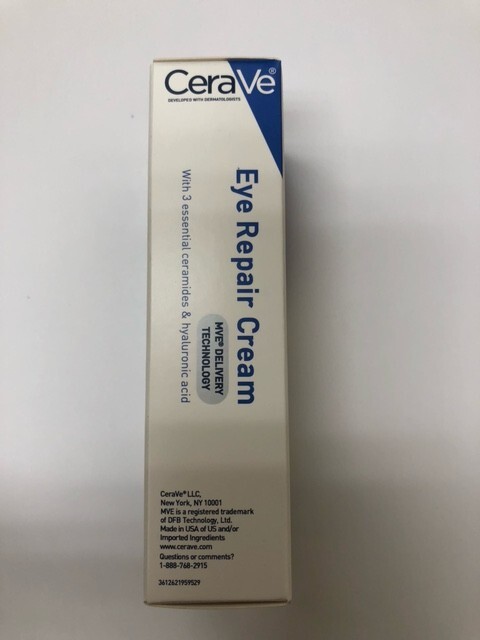 CeraVe®
DEVELOPED WITH DERMATOLOGISTS
Eye Repair Cream
MVE® DELIVERY
TECHNOLOGY
With 3 essential ceramides & hyaluronic acid
CeraVe® LLC,
New York, NY 10001
MVE is a registered trademark
of DFB Technology, Ltd.
Made in USA of US and/or
Imported Ingredients
www.cerave.com
Questions or comments?
1-888-768-2915
3612621959529